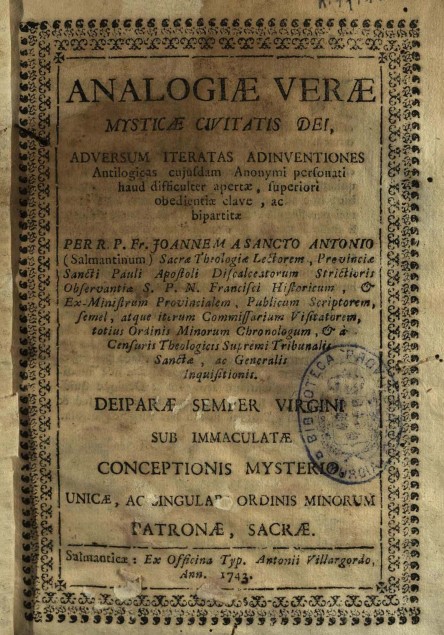 ANALOGIÆ VERÆ
MYSTICÆ CIVITATIS DEI,
ADVERSUM ITERATAS ADINVENTIONES
Antilogicas cujusdam Anonymi personati
haud difficulter apertæ, superiori
obedientiæ clave, ac
bipartitæ
PER R. P. Fr. JOANNEM A SANCTO ANTONIO
(Salmantinum) Sacræ Theologiæ Lectorem, Provinciæ
Sancti Pauli Apostoli Discalceatorum Strictioris
Observantiæ S. P. N. Francisci Historicum, &
Ex-Ministrum Provincialem, Publicum Scriptorem,
semel, atque iterum Commissarium Visitatorem,
totius Ordinis Minorum Chronologum, & à
Censuris Theologicis Supremi Tribunalis
Sanctæ, ac Generalis
Inquisitionis.
DEIPARÆ SEMPER VIRGINI
SUB IMMACULATÆ
CONCEPTIONIS MYSTERIO,
UNICÆ, AC SINGULARI ORDINIS MINORUM
PATRONÆ, SACRÆ.
Salmanticæ: Ex Officina Typ. Antonii Villargordo,
Ann. 1743.
BIBLIOTECA